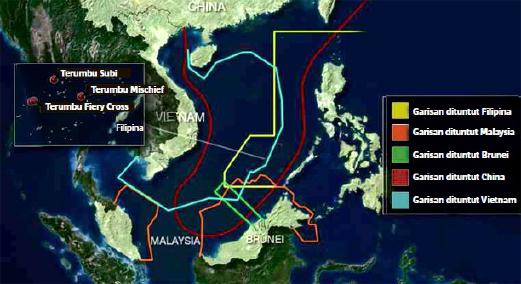 CHINA
Terumbu Subi
Terumbu Mischief
Terumbu Fiery Cross
VIETNAM
Filipina
Garisan dituntut Filipina
Garisan dituntut Malaysia
Garisan dituntut Brunei
Garisan dituntut China
Garisan dituntut Vietnam
MALAYSIA
BRUNEI